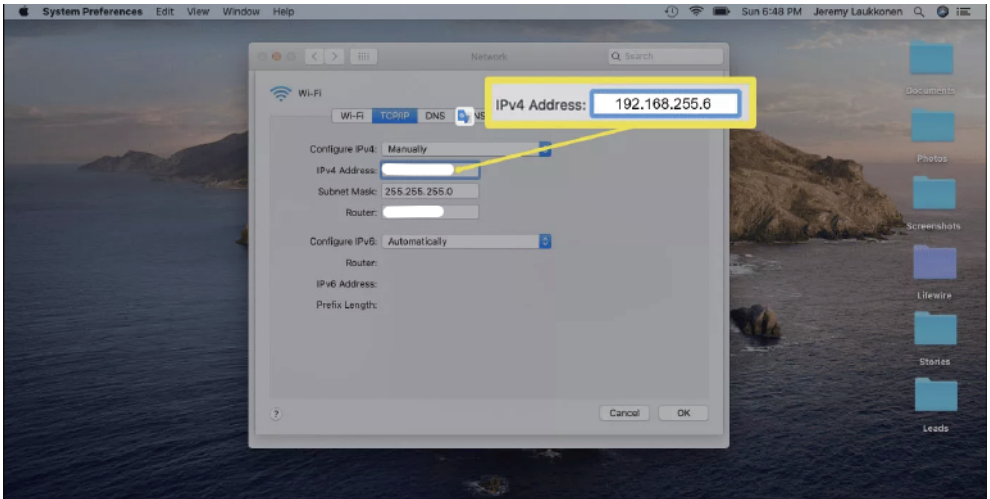 System Preferences Edit View Window Help Sun 6:48 PM Jeremy Laukkonen
Network
Search
Wi-Fi
Wi-Fi TCP/IP DNS
IPv4 Address: 192.168.255.6
Configure IPv4: Manually
IPv4 Address:
Subnet Mask: 255.255.255.0
Router:
Configure IPv6: Automatically
Router:
IPv6 Address:
Prefix Length:
? Cancel OK
Documents
Photos
Screenshots
Lifewire
Stories
Leads